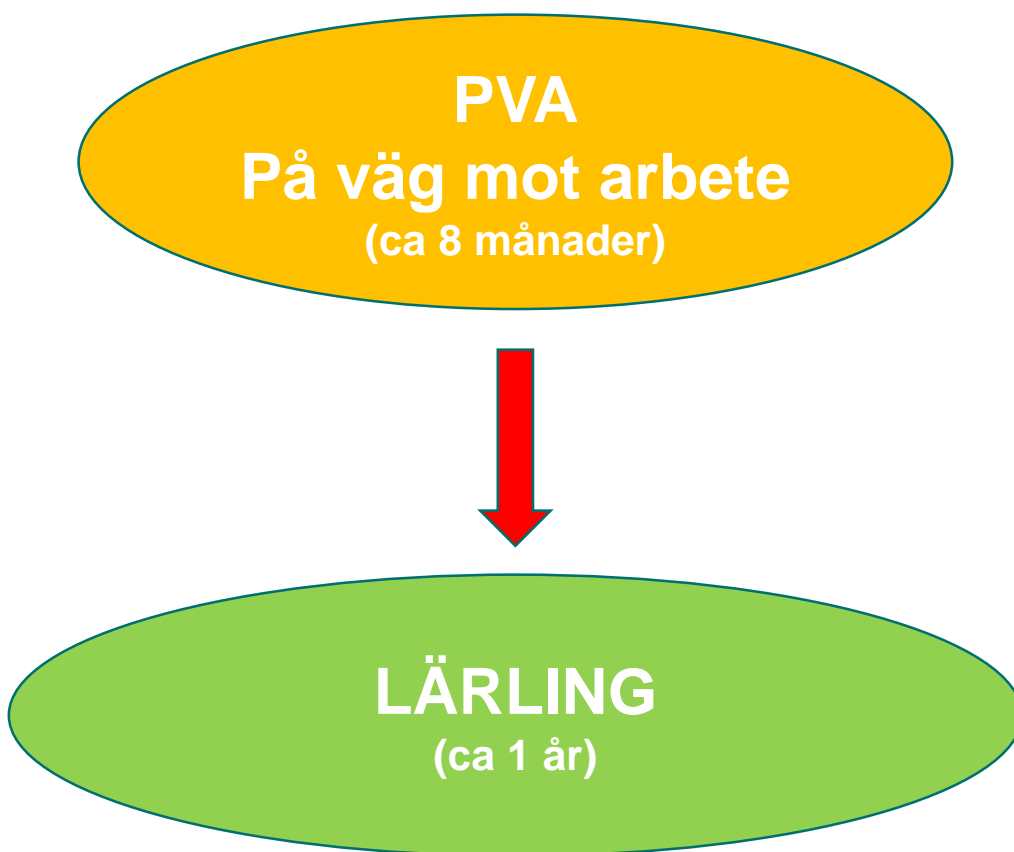 PVA
På väg mot arbete
(ca 8 månader)
LÄRLING
(ca 1 år)